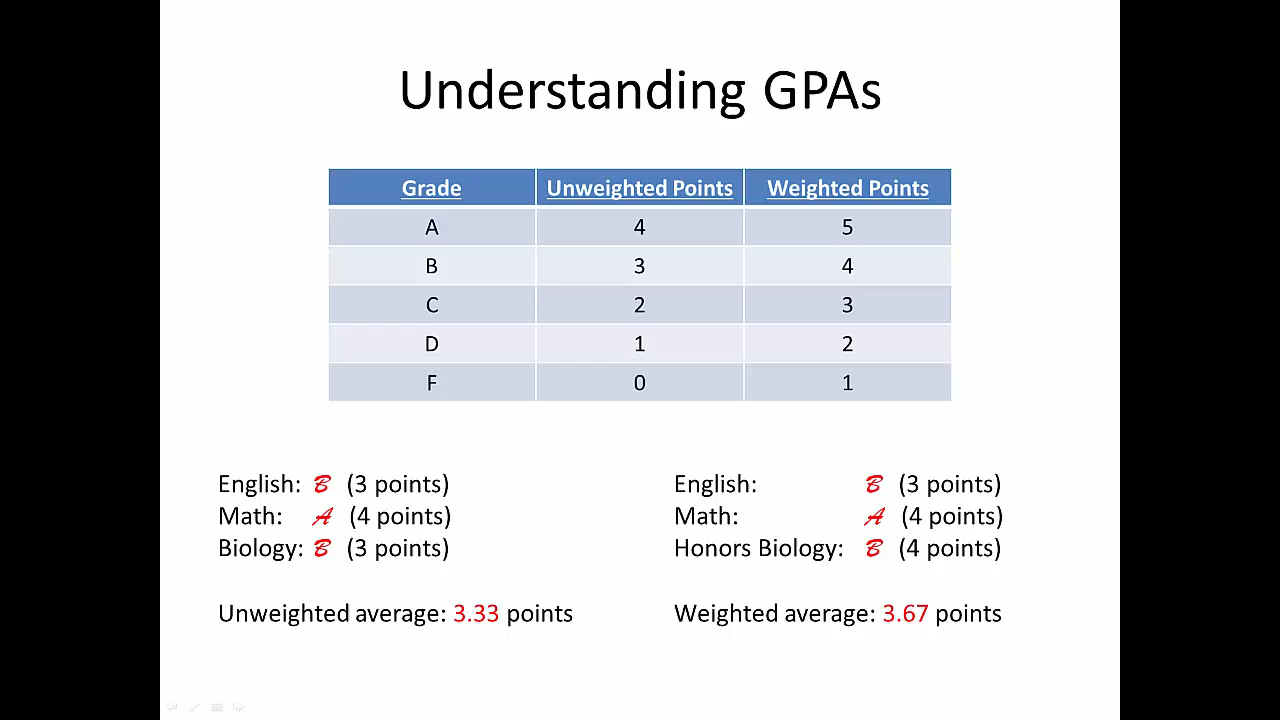 Understanding GPAs
Grade Unweighted Points Weighted Points
A 4 5
B 3 4
C 2 3
D 1 2
F 0 1
English: B (3 points)
Math: A (4 points)
Biology: B (3 points)
Unweighted average: 3.33 points
English: B (3 points)
Math: A (4 points)
Honors Biology: B (4 points)
Weighted average: 3.67 points